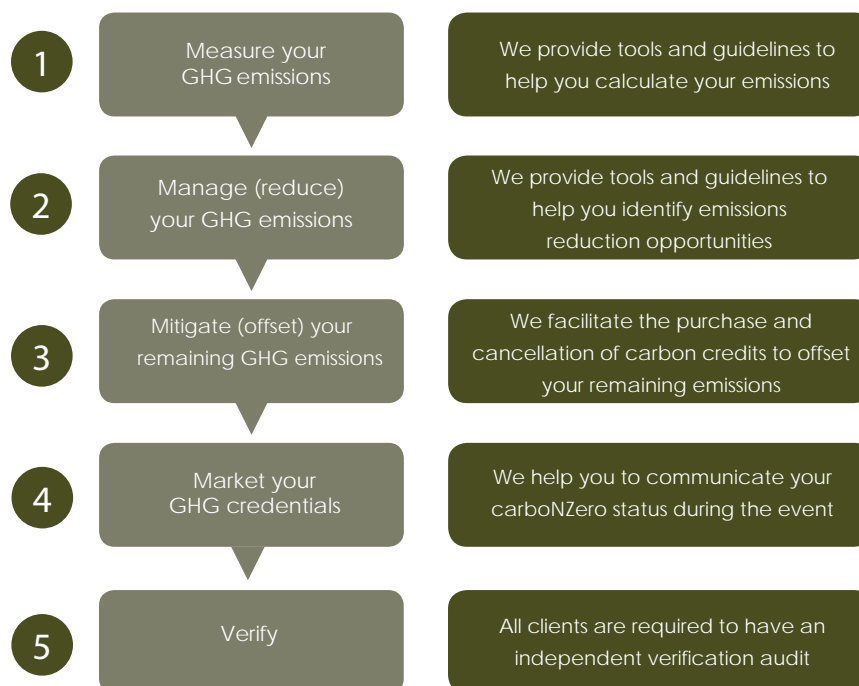 1
Measure your
GHG emissions
We provide tools and guidelines to
help you calculate your emissions
2
Manage (reduce)
your GHG emissions
We provide tools and guidelines to
help you identify emissions
reduction opportunities
3
Mitigate (offset) your
remaining GHG emissions
We facilitate the purchase and
cancellation of carbon credits to offset
your remaining emissions
4
Market your
GHG credentials
We help you to communicate your
carboNZero status during the event
5
Verify
All clients are required to have an
independent verification audit